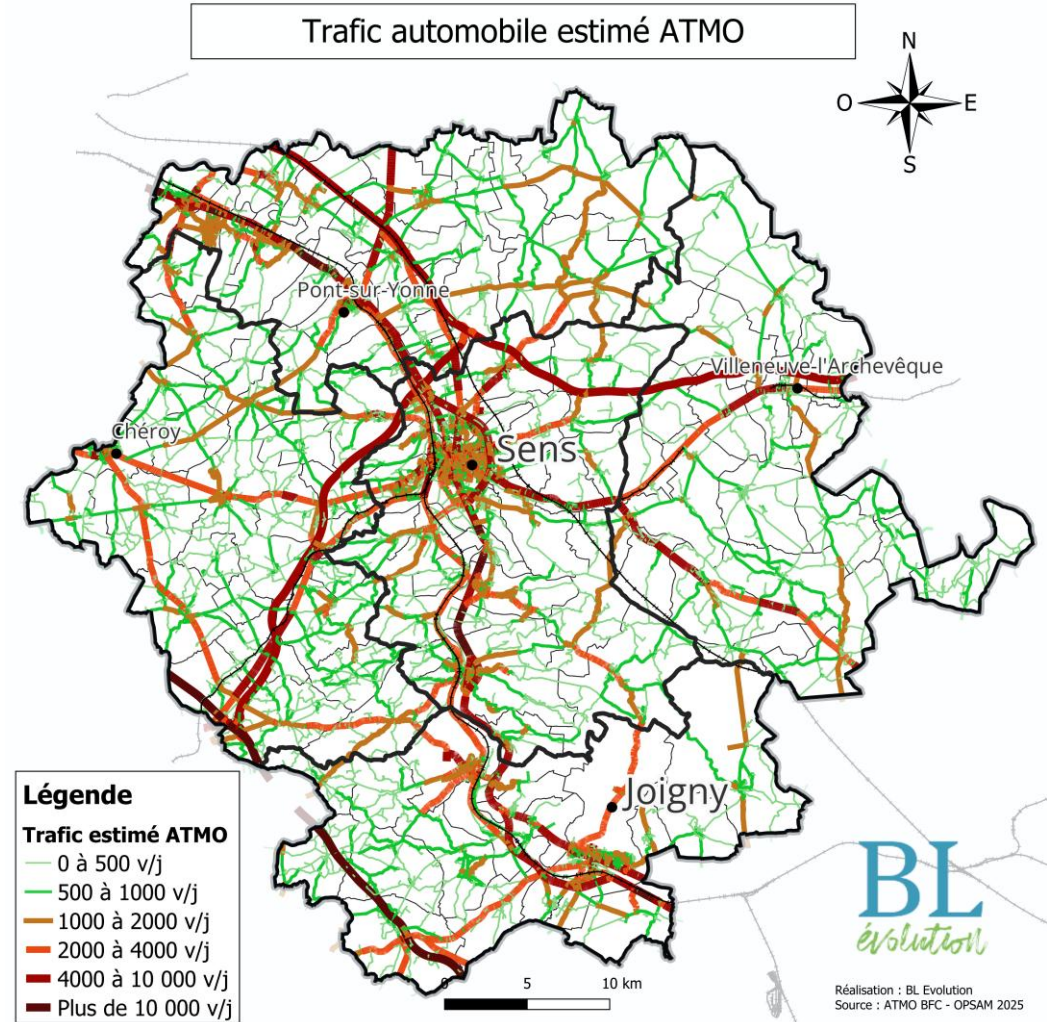 Trafic automobile estimé ATMO
N
O
E
S
Pont-sur-Yonne
Villeneuve-l'Archevêque
Chéroy
Sens
Joigny
Légende
Trafic estimé ATMO
0 à 500 v/j
500 à 1000 v/j
1000 à 2000 v/j
2000 à 4000 v/j
4000 à 10 000 v/j
Plus de 10 000 v/j
0 5 10 km
BL
évolution
Réalisation : BL Evolution
Source : ATMO BFC - OPSAM 2025